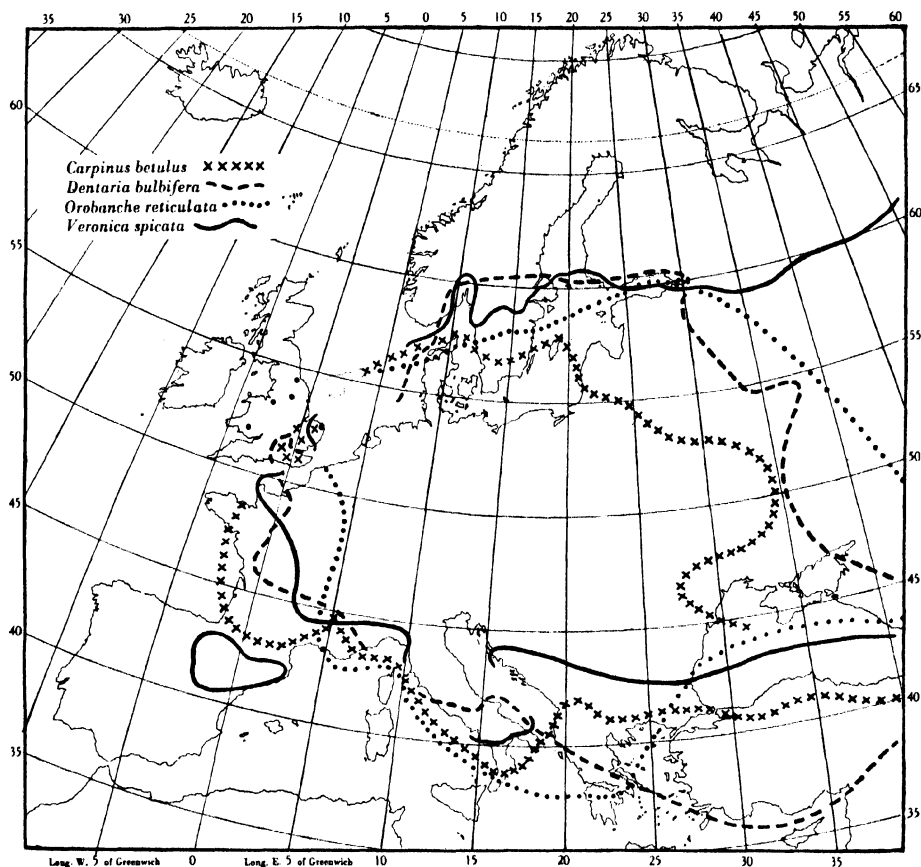 35 30 25 20 15 10 5 0 5 10 15 20 25 30 35 40 45 50 55 60
60
65
Carpinus betulus
Dentaria bulbifera
Orobanche reticulata
Veronica spicata
60
55
55
50
50
45
45
40
40
35
35
Long. W. 5 of Greenwich 0 Long. E. 5 of Greenwich 10 15 20 25 30 35